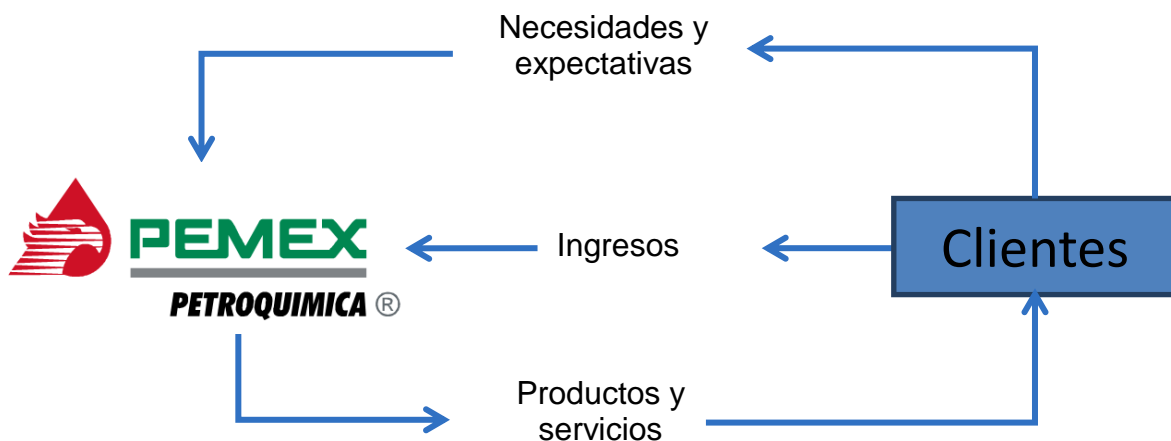 Necesidades y
expectativas
PEMEX
PETROQUIMICA ®
Ingresos
Clientes
Productos y
servicios